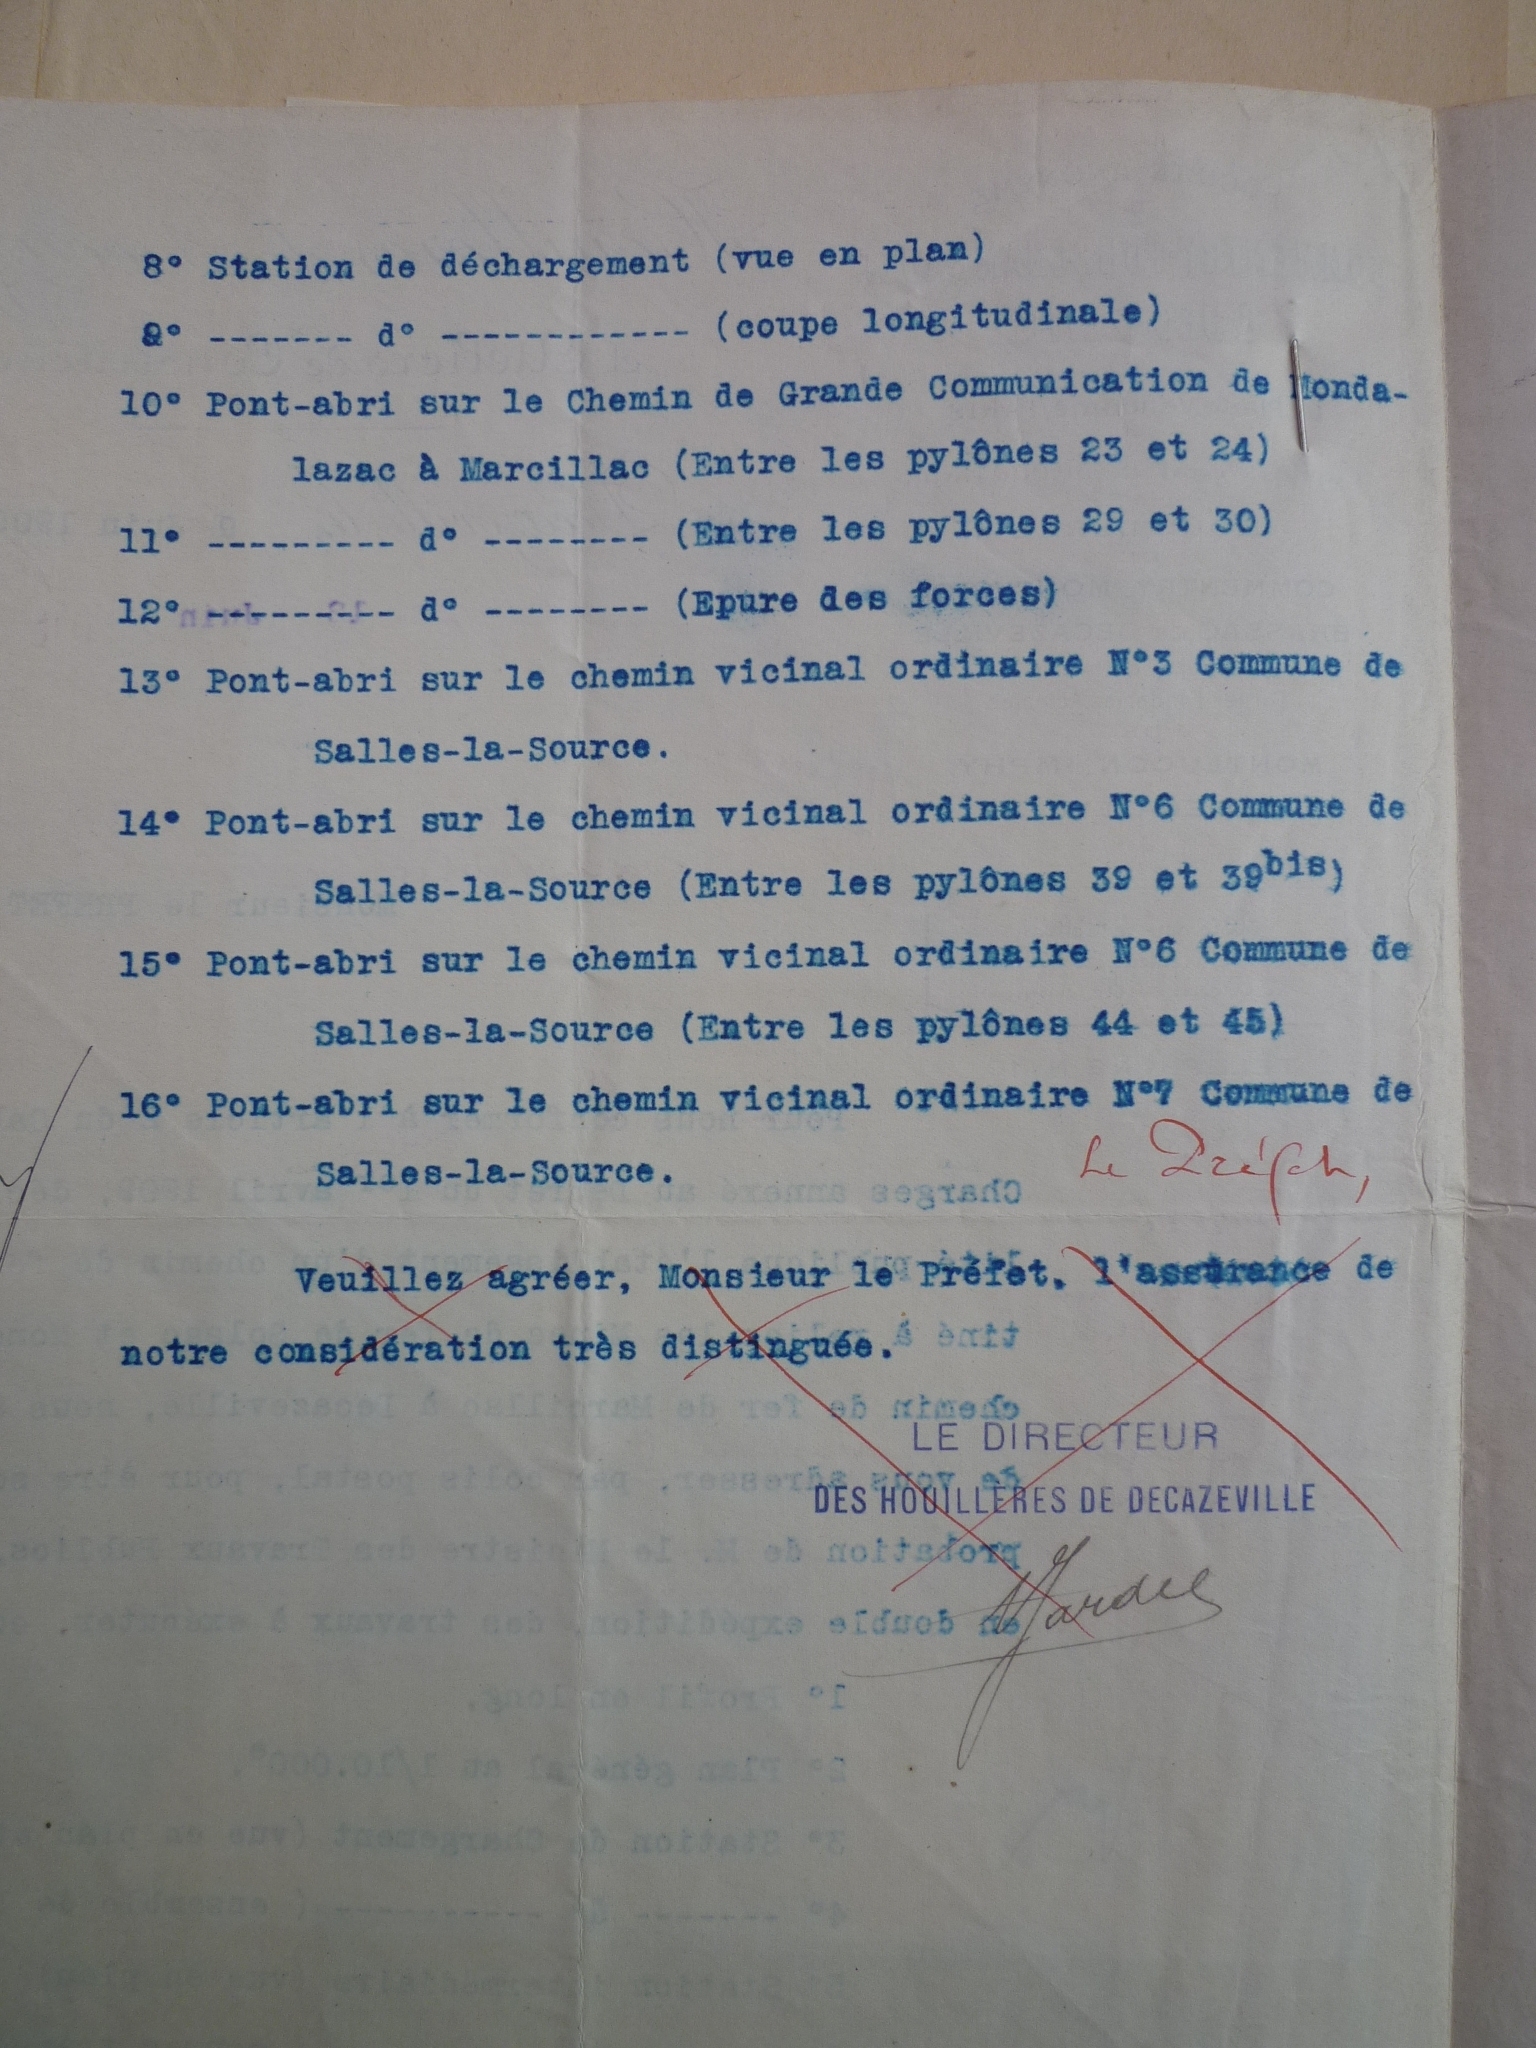 8° Station de déchargement (vue en plan)
9° ------- d° ------------ (coupe longitudinale)
10° Pont-abri sur le Chemin de Grande Communication de Monda-
lazac à Marcillac (Entre les pylônes 23 et 24)
11° --------- d° -------- (Entre les pylônes 29 et 30)
12° --------- d° -------- (Epure des forces)
13° Pont-abri sur le chemin vicinal ordinaire N°3 Commune de
Salles-la-Source.
14° Pont-abri sur le chemin vicinal ordinaire N°6 Commune de
Salles-la-Source (Entre les pylônes 39 et 39bis)
15° Pont-abri sur le chemin vicinal ordinaire N°6 Commune de
Salles-la-Source (Entre les pylônes 44 et 45)
16° Pont-abri sur le chemin vicinal ordinaire N°7 Commune de
Salles-la-Source.
Le Préfet,
Veuillez agréer, Monsieur le Préfet, l'assurance de
notre considération très distinguée.
LE DIRECTEUR
DES HOUILLÈRES DE DECAZEVILLE